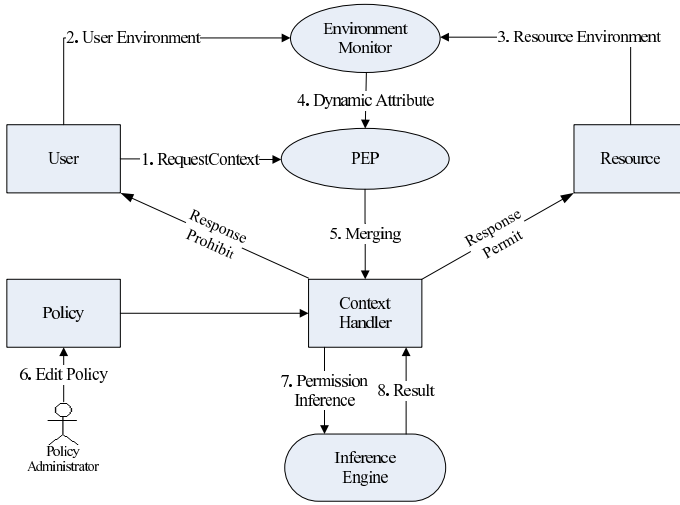 Environment
Monitor
2. User Environment
3. Resource Environment
4. Dynamic Attribute
User
1. RequestContext
PEP
Resource
Response
Prohibit
5. Merging
Response
Permit
Policy
Context
Handler
6. Edit Policy
7. Permission
Inference
8. Result
Policy
Administrator
Inference
Engine